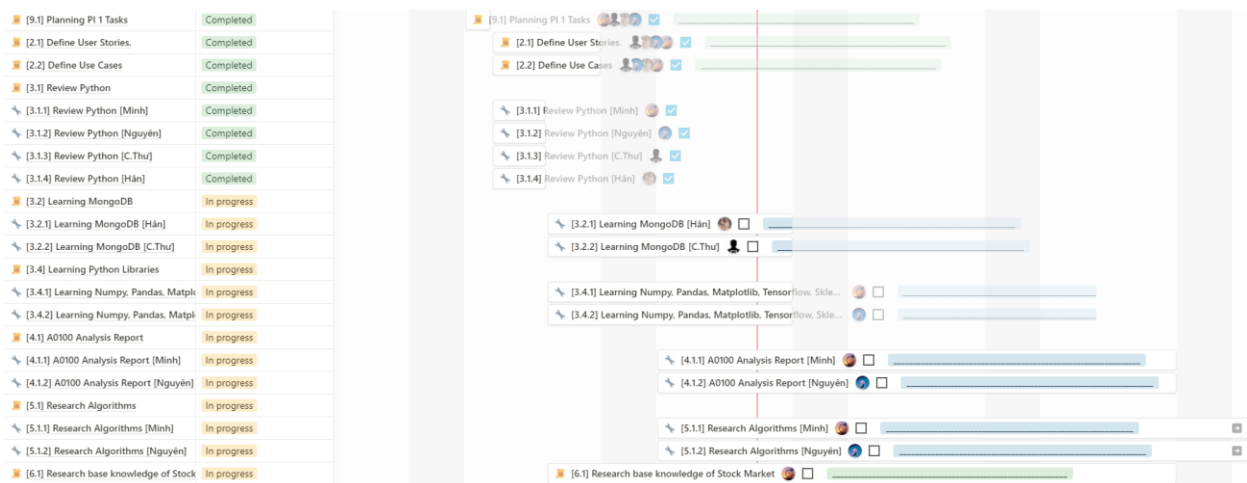 [9.1] Planning PI 1 Tasks Completed [9.1] Planning PI 1 Tasks
[2.1] Define User Stories. Completed [2.1] Define User Stories.
[2.2] Define Use Cases Completed [2.2] Define Use Cases
[3.1] Review Python Completed
[3.1.1] Review Python [Minh] Completed [3.1.1] Review Python [Minh]
[3.1.2] Review Python [Nguyên] Completed [3.1.2] Review Python [Nguyên]
[3.1.3] Review Python [C.Thư] Completed [3.1.3] Review Python [C.Thư]
[3.1.4] Review Python [Hân] Completed [3.1.4] Review Python [Hân]
[3.2] Learning MongoDB In progress
[3.2.1] Learning MongoDB [Hân] In progress [3.2.1] Learning MongoDB [Hân]
[3.2.2] Learning MongoDB [C.Thư] In progress [3.2.2] Learning MongoDB [C.Thư]
[3.4] Learning Python Libraries In progress
[3.4.1] Learning Numpy, Pandas, Matplo In progress [3.4.1] Learning Numpy, Pandas, Matplotlib, Tensorflow, Skle...
[3.4.2] Learning Numpy, Pandas, Matpl In progress [3.4.2] Learning Numpy, Pandas, Matplotlib, Tensorflow, Skle...
[4.1] A0100 Analysis Report In progress
[4.1.1] A0100 Analysis Report [Minh] In progress [4.1.1] A0100 Analysis Report [Minh]
[4.1.2] A0100 Analysis Report [Nguyên] In progress [4.1.2] A0100 Analysis Report [Nguyên]
[5.1] Research Algorithms In progress
[5.1.1] Research Algorithms [Minh] In progress [5.1.1] Research Algorithms [Minh]
[5.1.2] Research Algorithms [Nguyên] In progress [5.1.2] Research Algorithms [Nguyên]
[6.1] Research base knowledge of Stock In progress [6.1] Research base knowledge of Stock Market